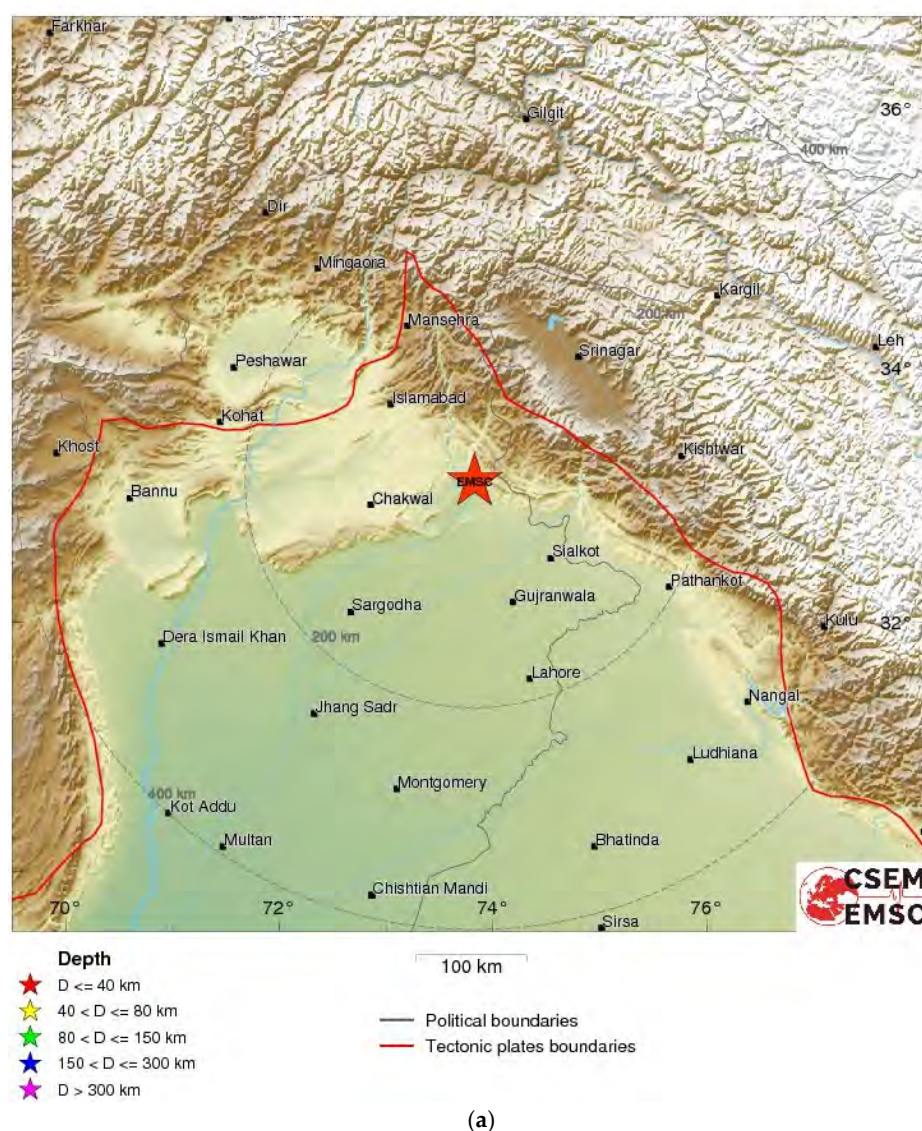 Farkhar
Gilgit
36°
400 km
Dir
Mingaora
Kargil
200 km
Mansehra
Leh
Srinagar
34°
Peshawar
Islamabad
Kohat
Khost
Kishtwar
EMSC
Bannu
Chakwal
Sialkot
Pathankot
Gujranwala
Sargodha
32°
Kulu
200 km
Dera Ismail Khan
Lahore
Nangal
Jhang Sadr
Ludhiana
Montgomery
400 km
Kot Addu
Multan
Bhatinda
CSEM
EMSC
Chishtian Mandi
70°
72°
74°
76°
Sirsa
Depth
100 km
D <= 40 km
40 < D <= 80 km
80 < D <= 150 km
150 < D <= 300 km
D > 300 km
Political boundaries
Tectonic plates boundaries
(a)